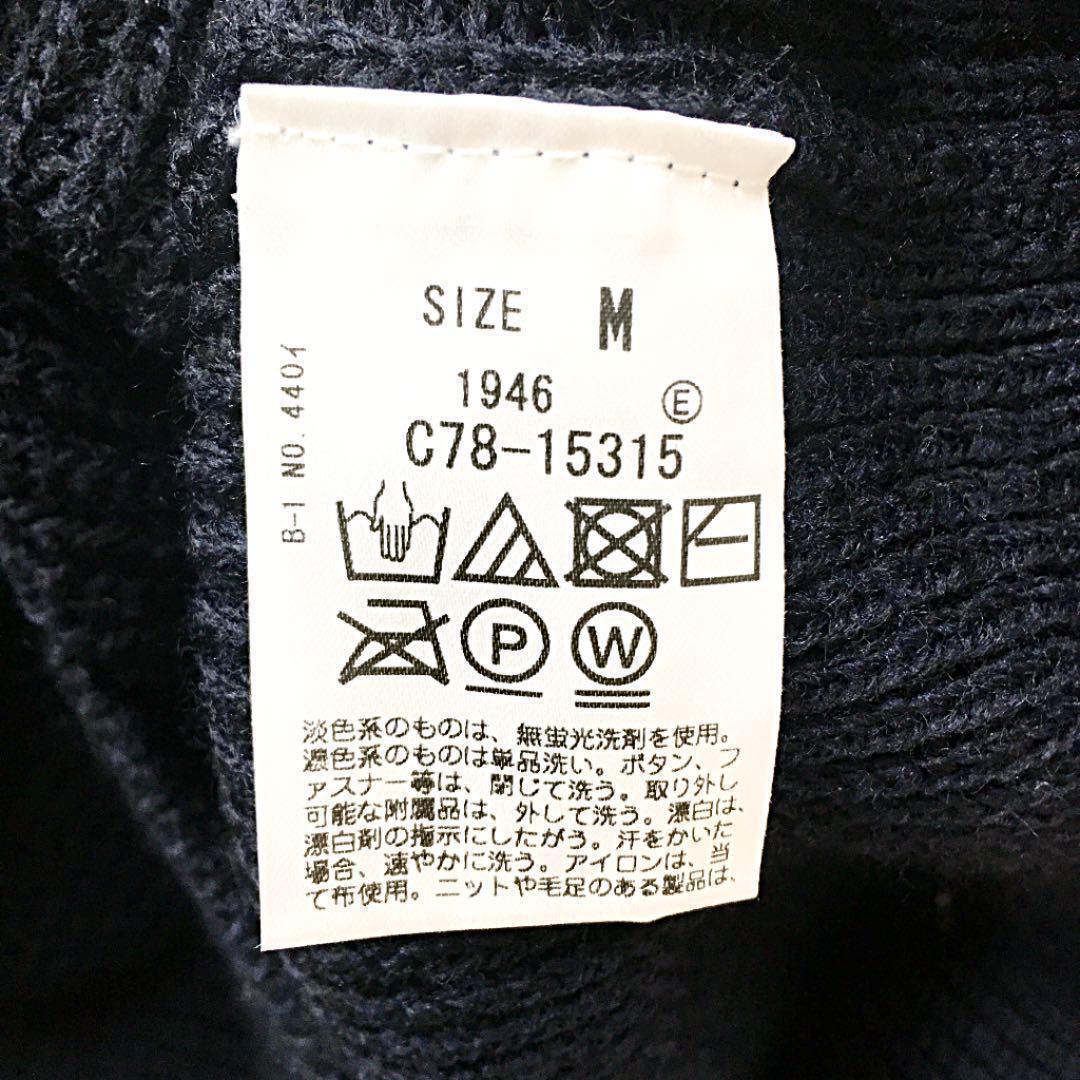 SIZE M
1946 Ⓔ
C78-15315
B-1 NO. 440イ
P W
淡色系のものは、無蛍光洗剤を使用。
濃色系のものは単品洗い。ボタン、フ
ァスナー等は、閉じて洗う。取り外し
可能な附属品は、外して洗う。漂白は、
漂白剤の指示にしたがう。汗をかいた
場合、速やかに洗う。アイロンは、当
て布使用。ニットや毛足のある製品は、